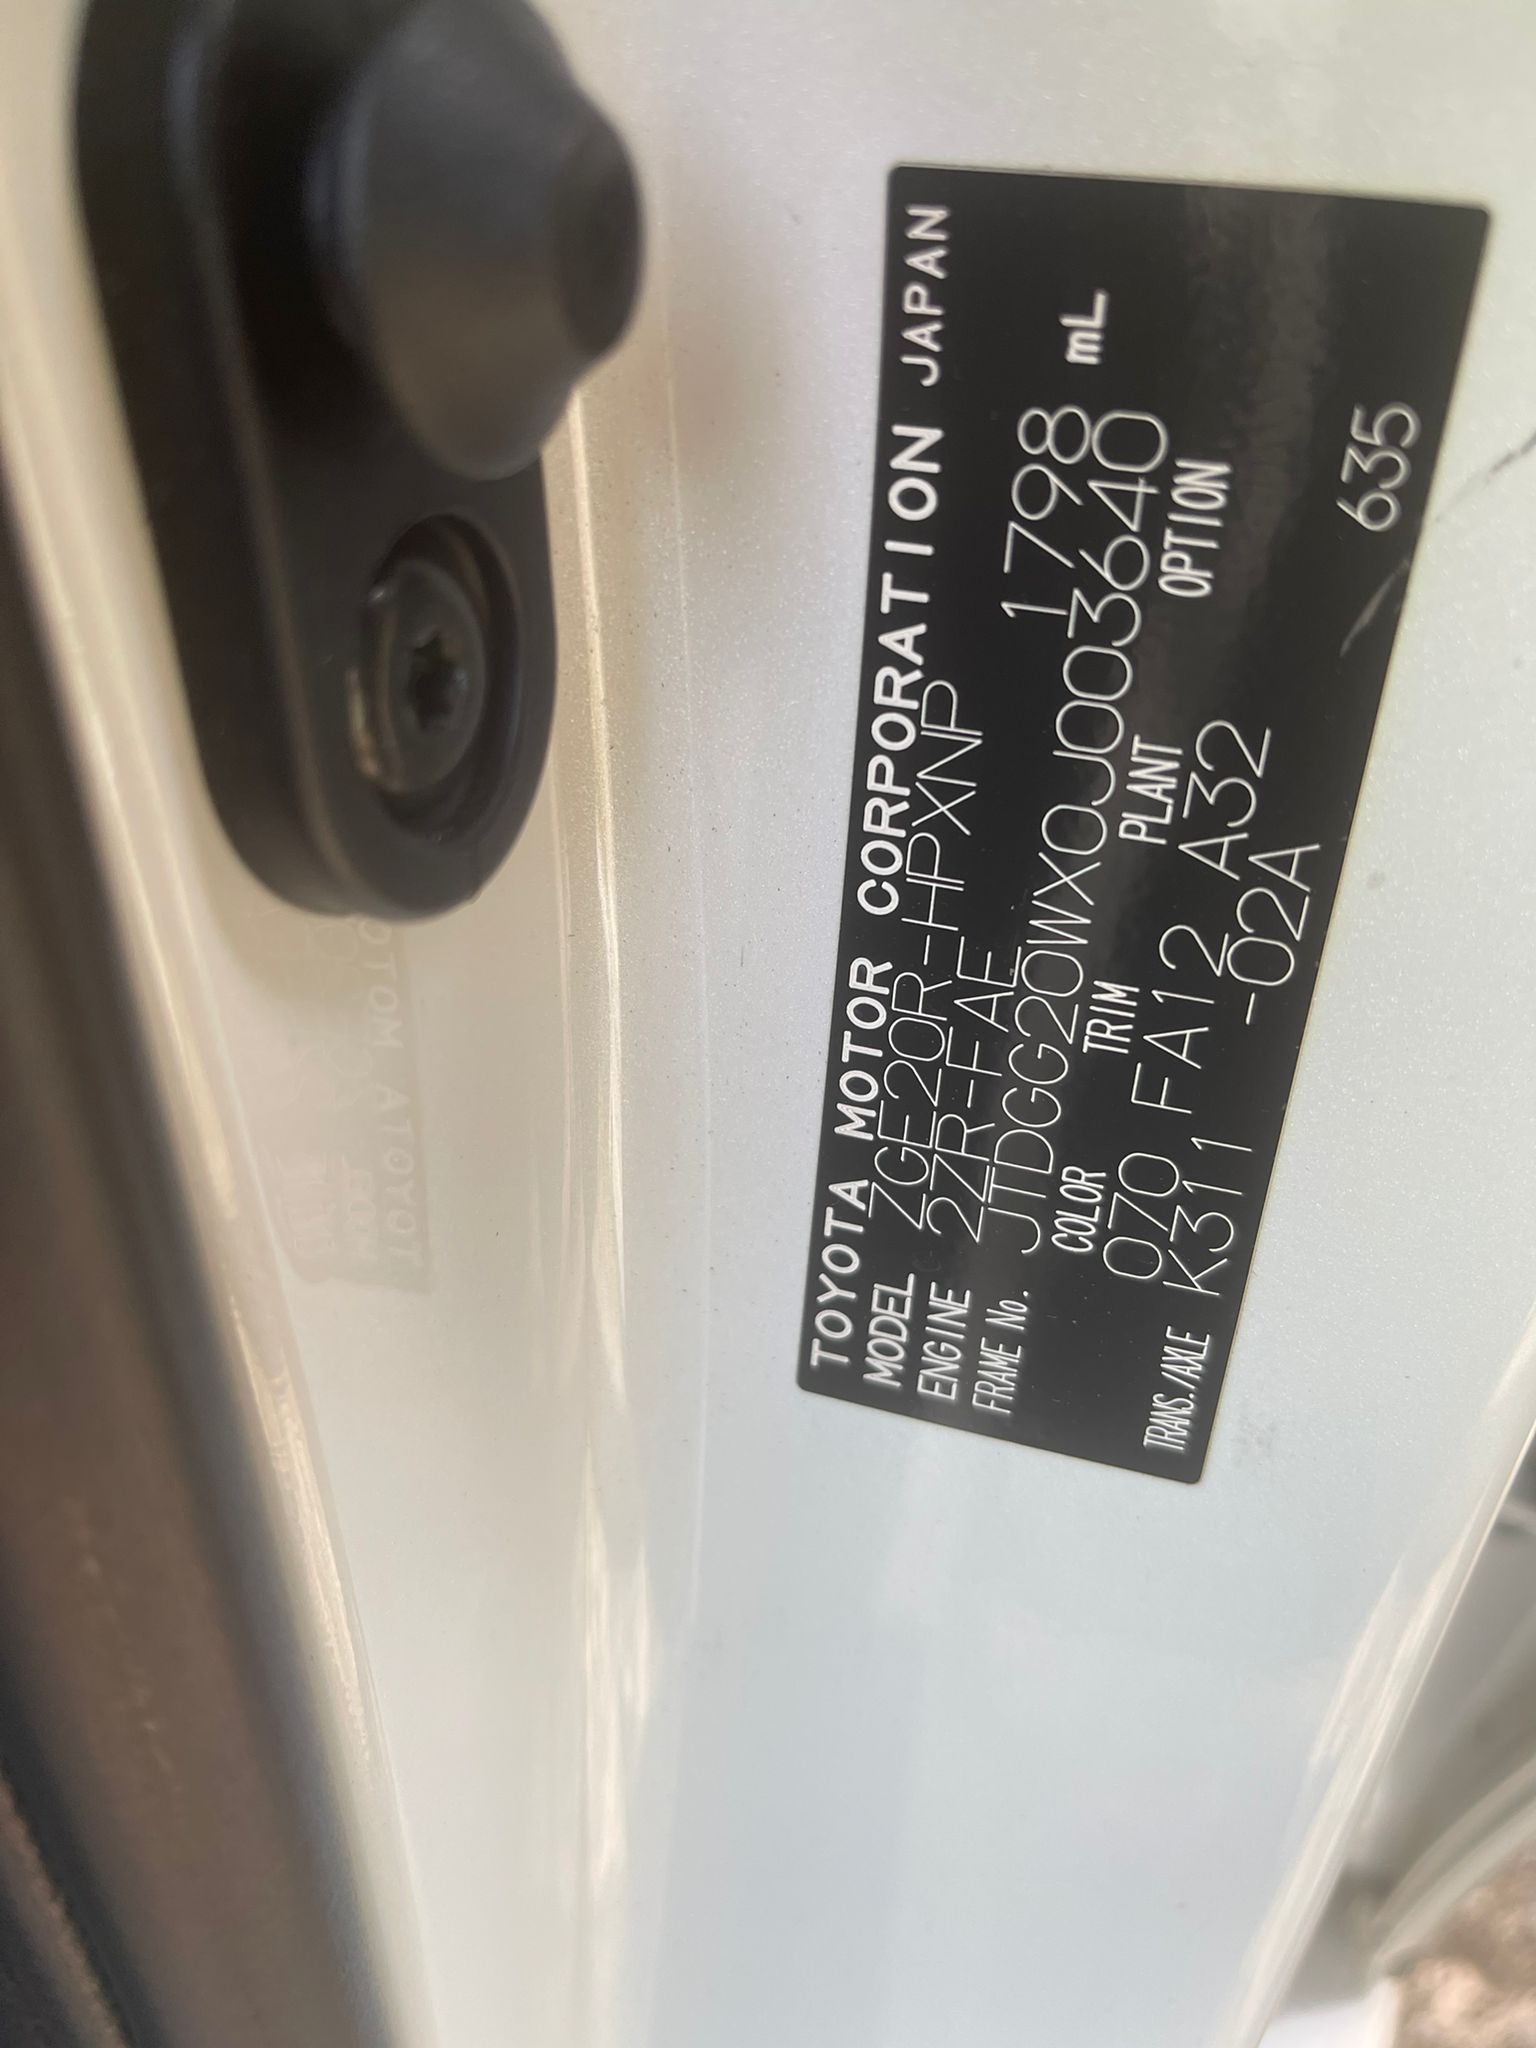 TOYOTA MOTOR CORPORATION JAPAN
MODEL ZGE20R-HPXNP
ENGINE 2ZR-FAE 1798 mL
FRAME No. JTDGG20WX0J003640
COLOR TRIM PLANT OPTION
070 FA12 A32
TRANS./AXLE K311 -02A 635